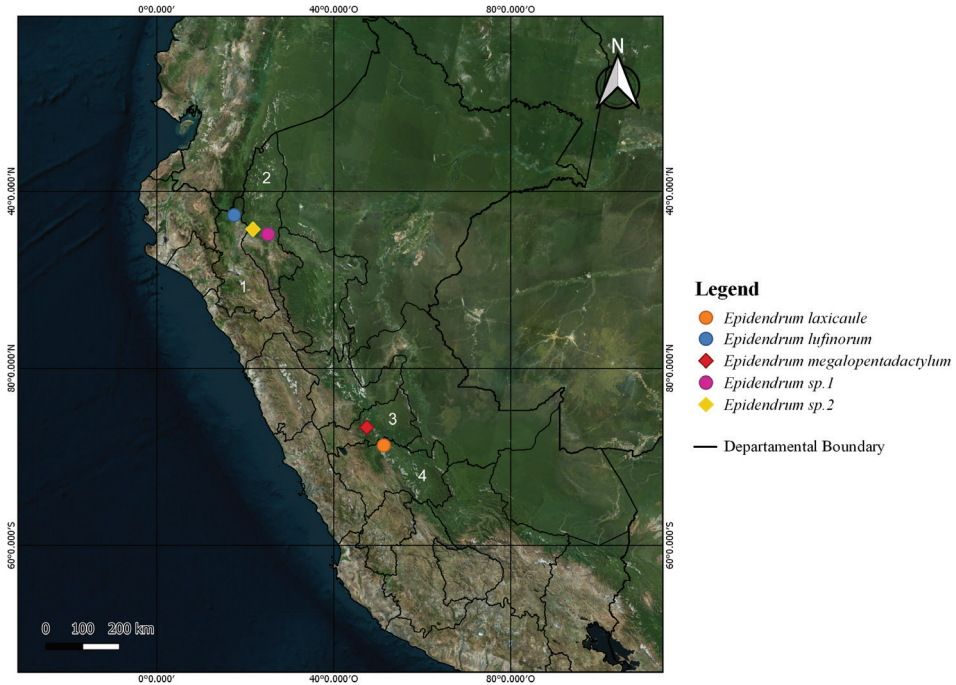 0°0.000′ 40°0.000′O 80°0.000′O
N
2
40°0.000′N 40°0.000′N
1
80°0.000′N 80°0.000′N
3
4
60°0.000′S 60°0.000′S
0 100 200 km
0°0.000′ 40°0.000′O 80°0.000′O
Legend
Epidendrum laxicaule
Epidendrum lufinorum
Epidendrum megalopentadactylum
Epidendrum sp.1
Epidendrum sp.2
Departamental Boundary